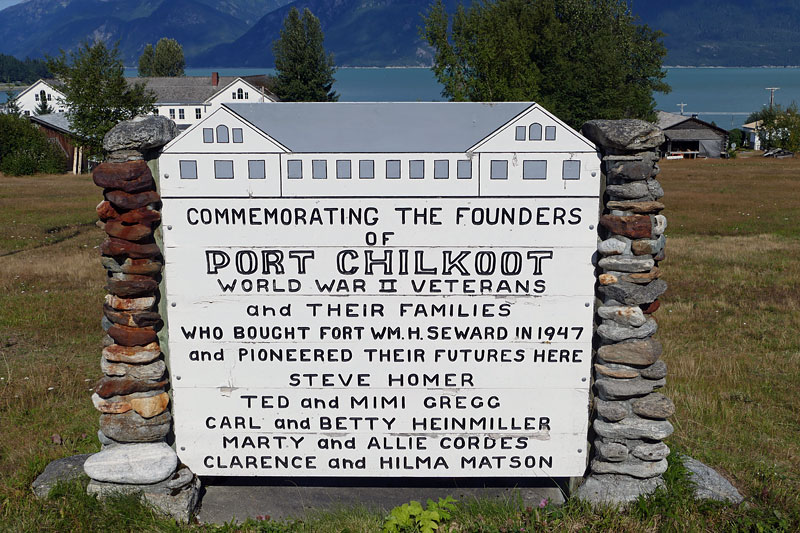 COMMEMORATING THE FOUNDERS
OF
PORT CHILKOOT
WORLD WAR II VETERANS
and THEIR FAMILIES
WHO BOUGHT FORT WM. H. SEWARD IN 1947
and PIONEERED THEIR FUTURES HERE
STEVE HOMER
TED and MIMI GREGG
CARL and BETTY HEINMILLER
MARTY and ALLIE CORDES
CLARENCE and HILMA MATSON